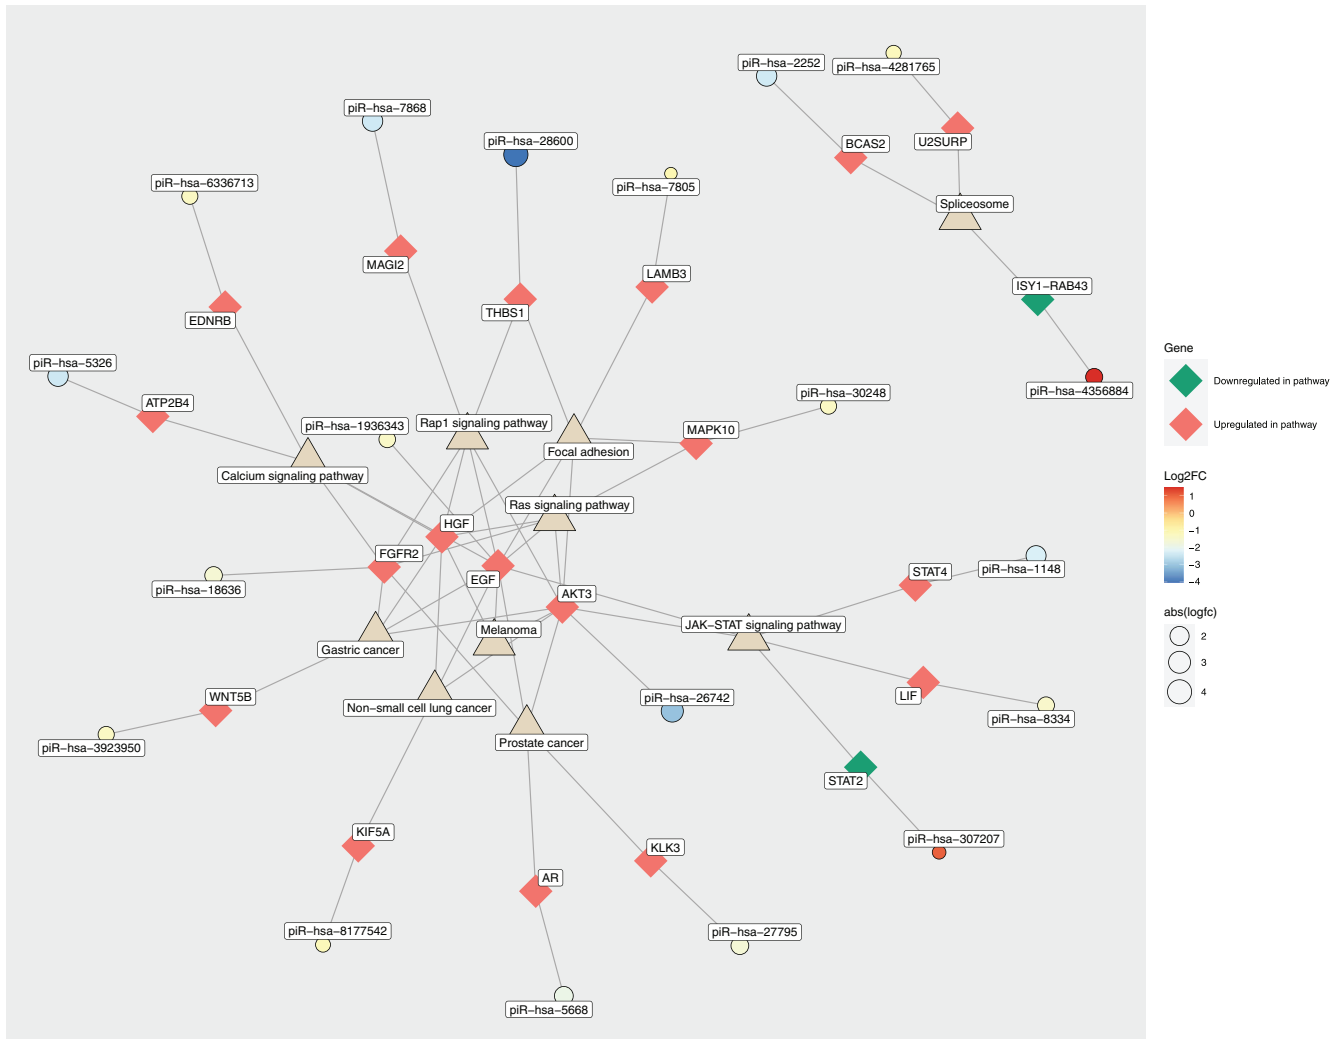 piR−hsa−2252
piR−hsa−4281765
piR−hsa−7868
piR−hsa−28600
BCAS2
U2SURP
piR−hsa−6336713
piR−hsa−7805
Spliceosome
MAGI2
LAMB3
ISY1−RAB43
THBS1
EDNRB
piR−hsa−5326
piR−hsa−4356884
ATP2B4
piR−hsa−30248
piR−hsa−1936343
Rap1 signaling pathway
MAPK10
Focal adhesion
Calcium signaling pathway
Ras signaling pathway
HGF
FGFR2
EGF
piR−hsa−18636
AKT3
STAT4
piR−hsa−1148
Melanoma
JAK−STAT signaling pathway
Gastric cancer
WNT5B
Non−small cell lung cancer
piR−hsa−26742
LIF
piR−hsa−8334
piR−hsa−3923950
Prostate cancer
STAT2
KIF5A
KLK3
piR−hsa−307207
AR
piR−hsa−8177542
piR−hsa−27795
piR−hsa−5668
Gene
Downregulated in pathway
Upregulated in pathway
Log2FC
1
0
−1
−2
−3
−4
abs(logfc)
2
3
4